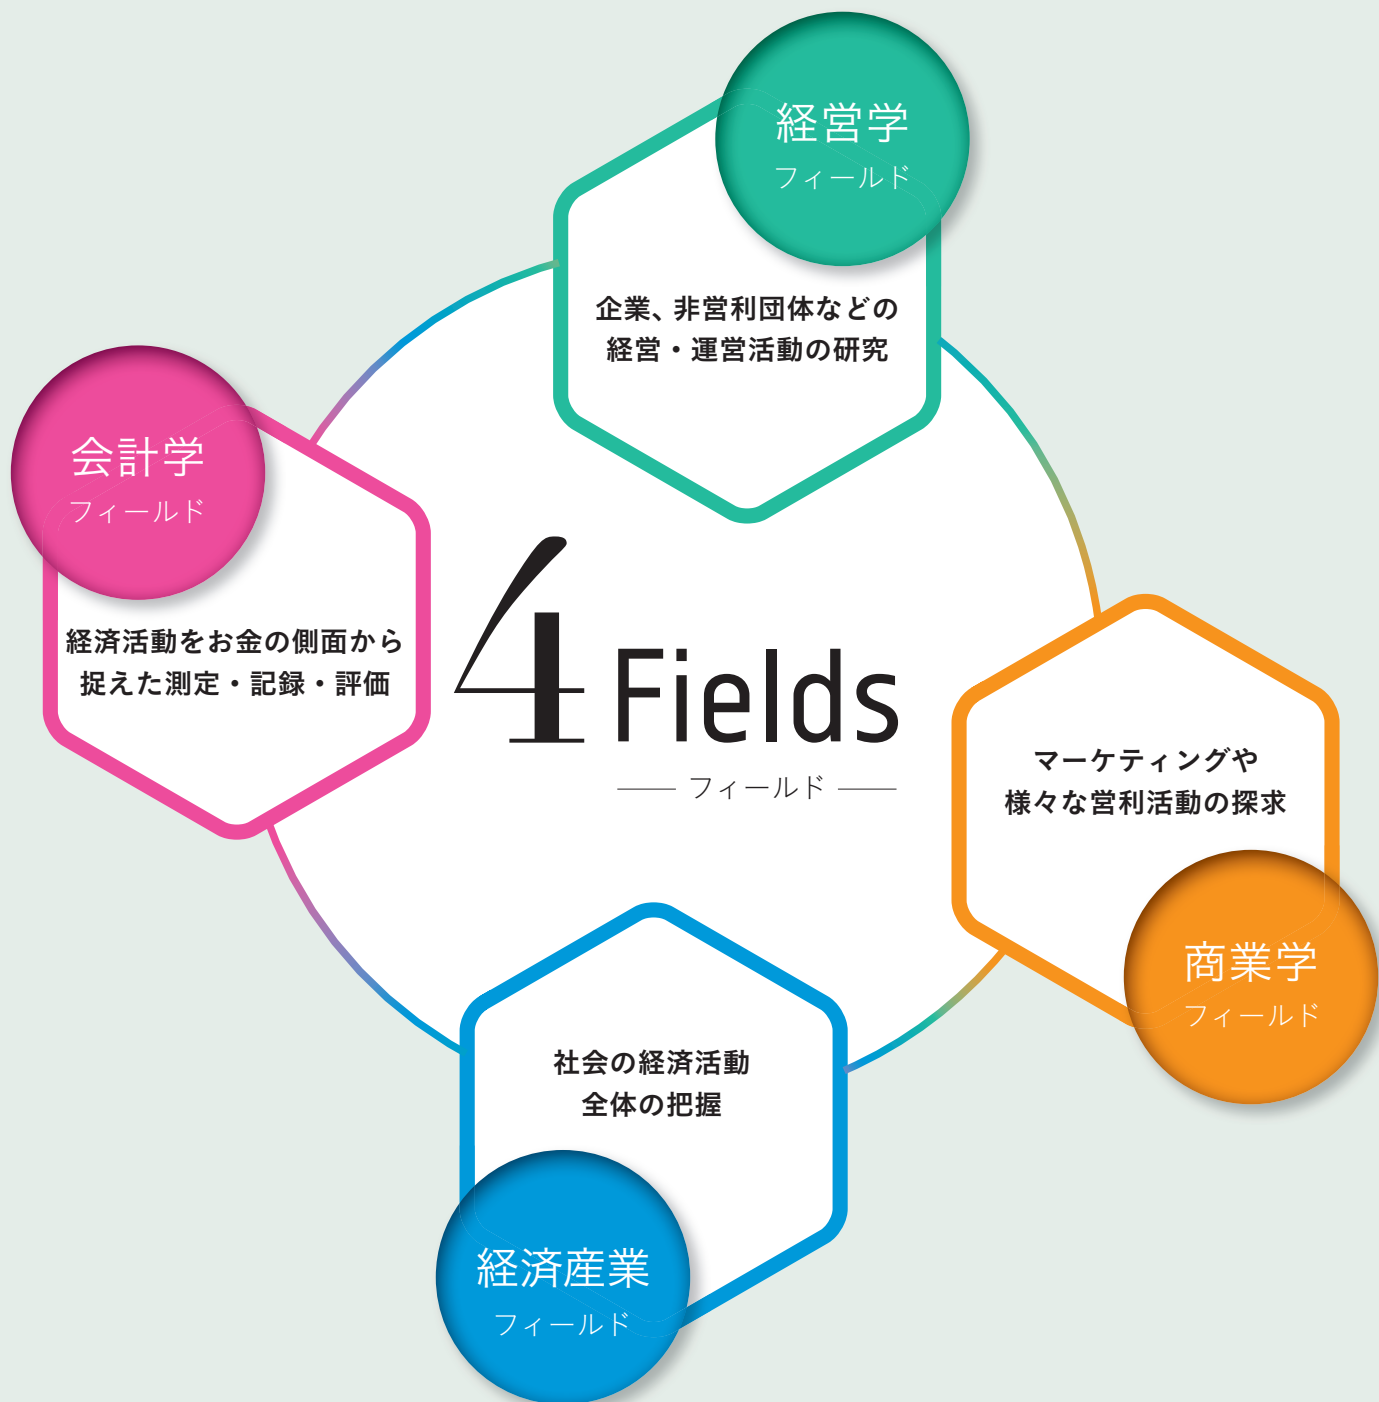 経営学
フィールド
企業、非営利団体などの
経営・運営活動の研究
会計学
フィールド
経済活動をお金の側面から
捉えた測定・記録・評価
4 Fields
フィールド
マーケティングや
様々な営利活動の探求
商業学
フィールド
社会の経済活動
全体の把握
経済産業
フィールド